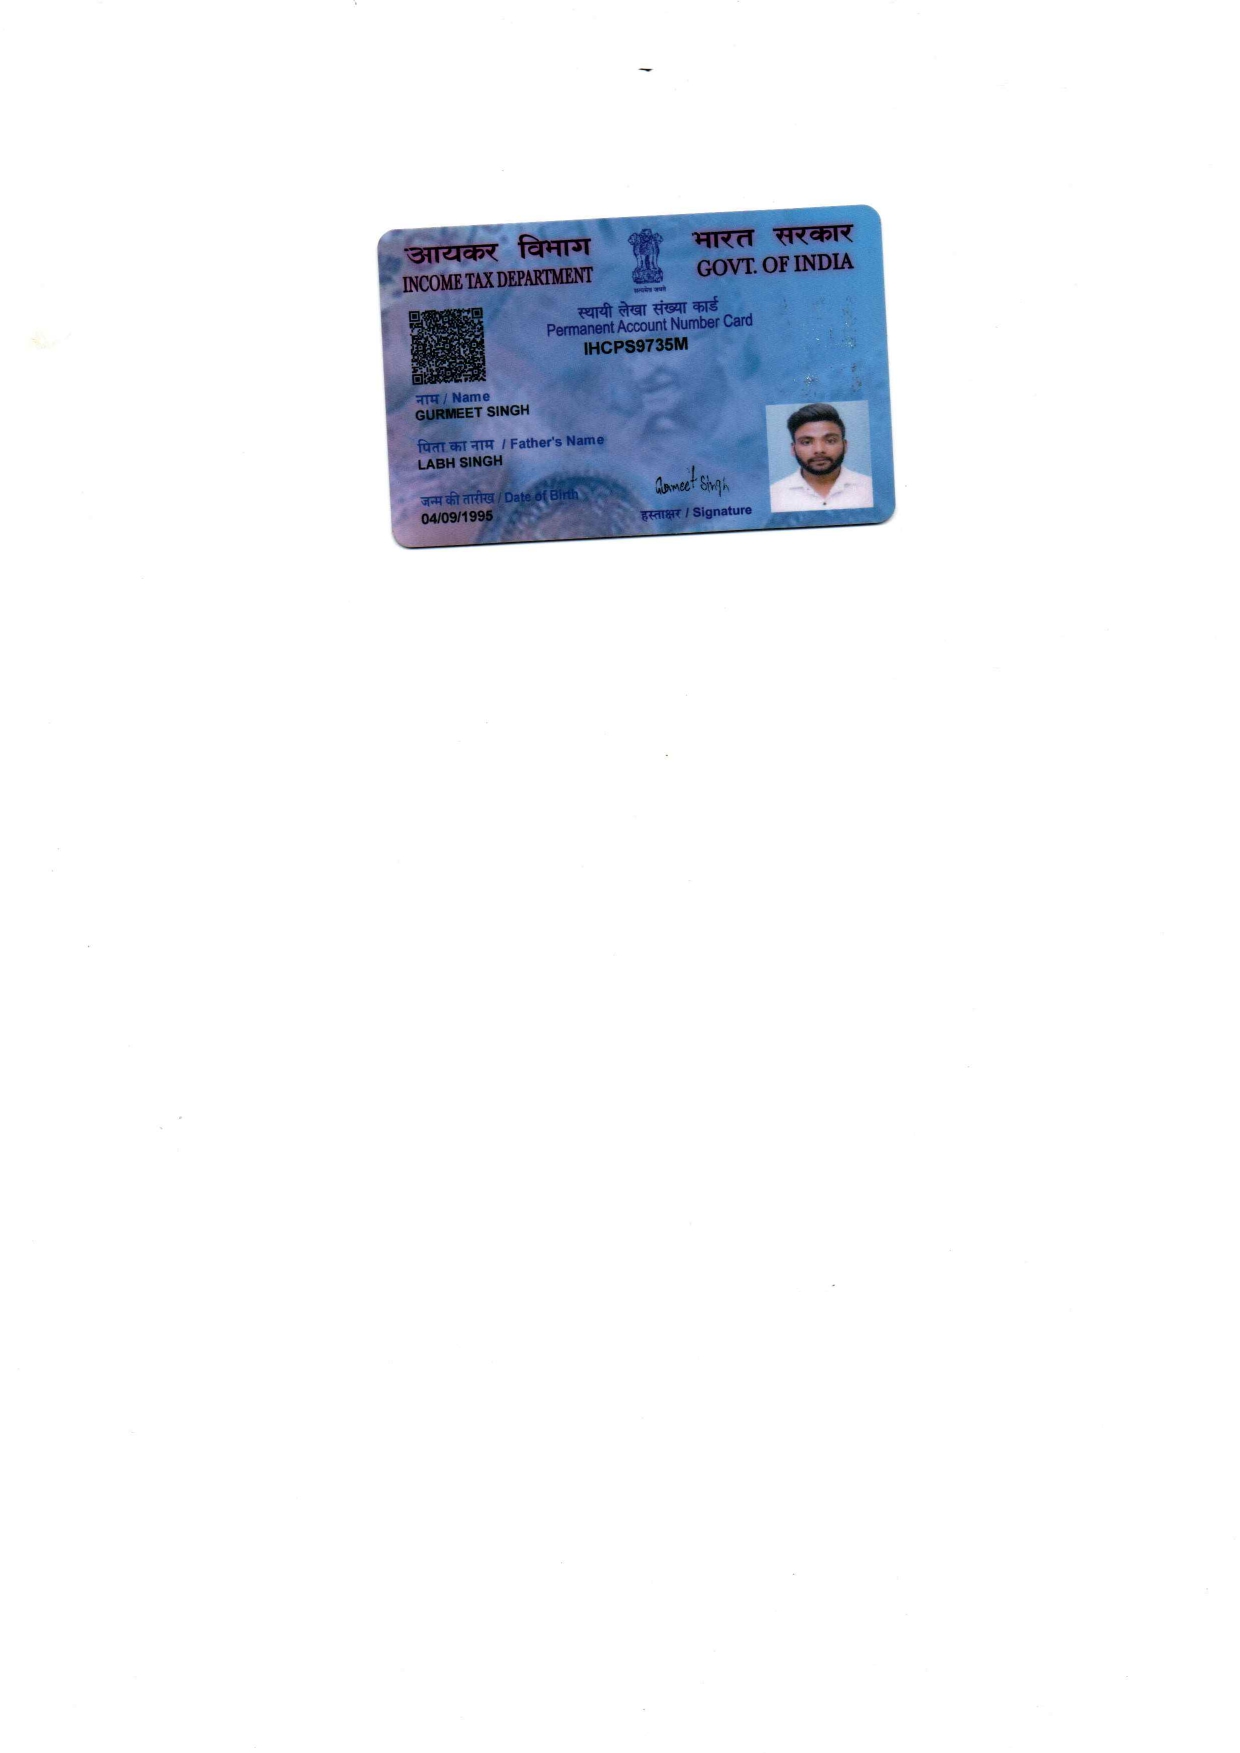 आयकर विभाग
INCOME TAX DEPARTMENT
सत्यमेव जयते
भारत सरकार
GOVT. OF INDIA
स्थायी लेखा संख्या कार्ड
Permanent Account Number Card
IHCPS9735M
नाम / Name
GURMEET SINGH
पिता का नाम / Father's Name
LABH SINGH
जन्म की तारीख / Date of Birth
04/09/1995
Gurmeet Singh
हस्ताक्षर / Signature